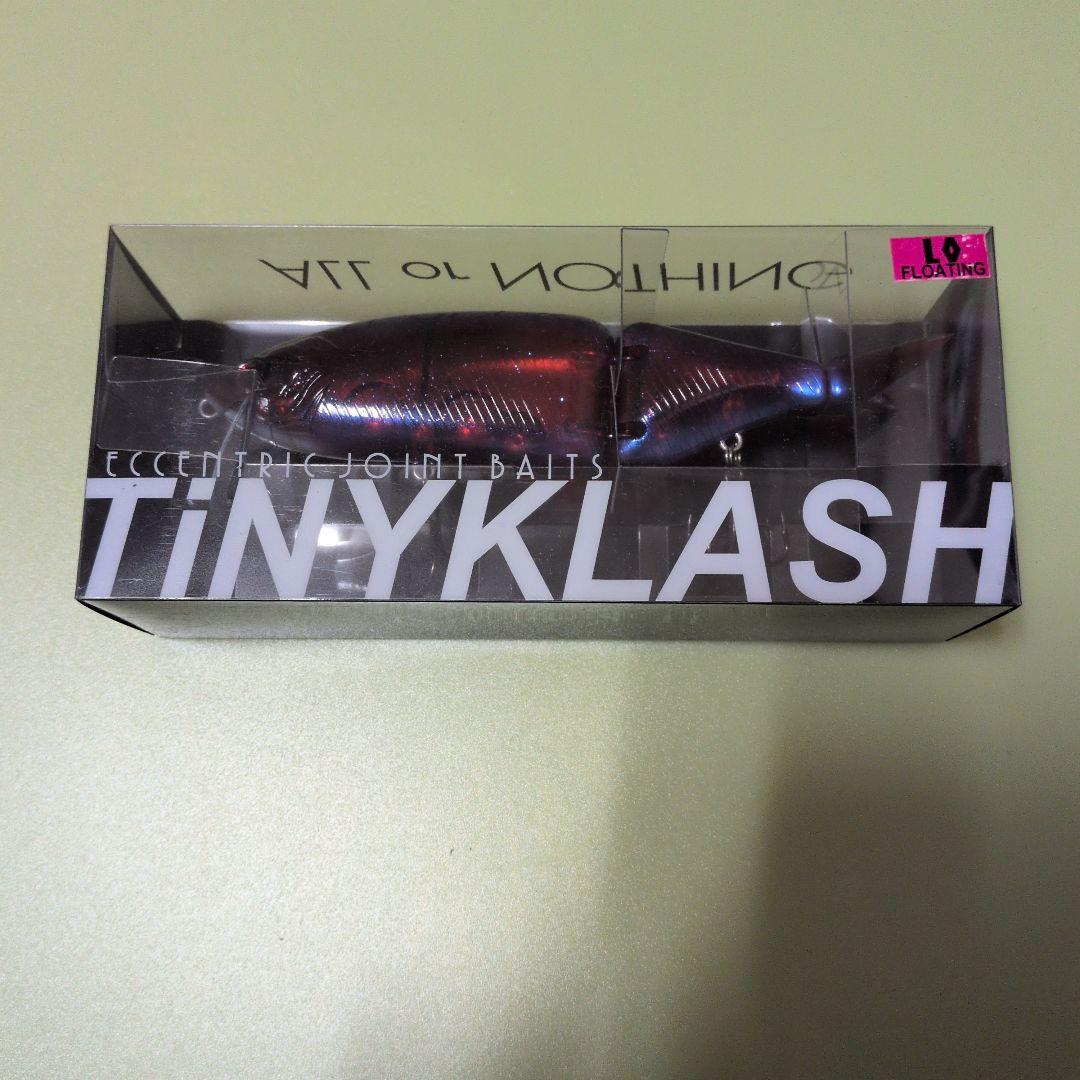 ALL or NOTHING
LO
FLOATING
ECCENTRIC JOINT BAITS
TiNYKLASH